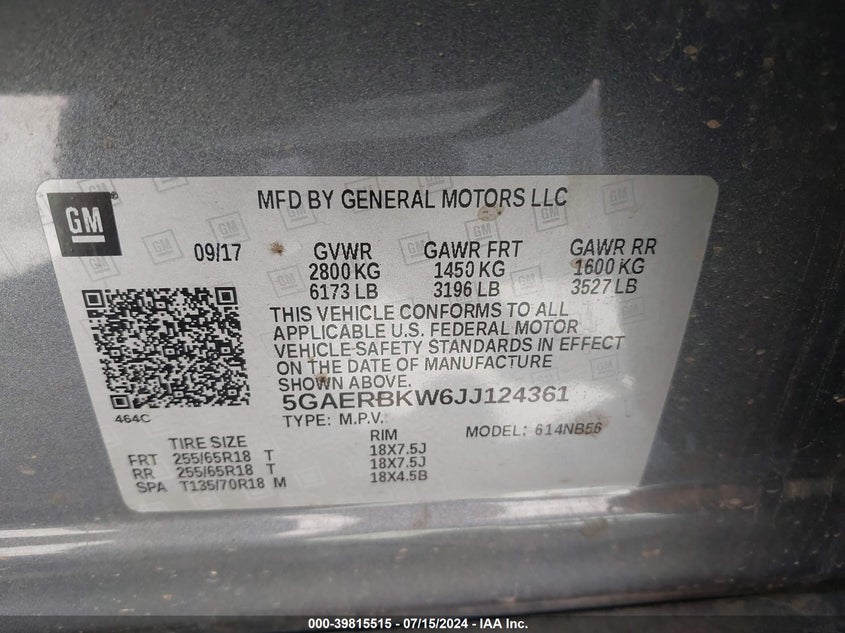 GM
MFD BY GENERAL MOTORS LLC
09/17
GVWR GAWR FRT GAWR RR
2800 KG 1450 KG 1600 KG
6173 LB 3196 LB 3527 LB
THIS VEHICLE CONFORMS TO ALL
APPLICABLE U.S. FEDERAL MOTOR
VEHICLE SAFETY STANDARDS IN EFFECT
ON THE DATE OF MANUFACTURE
SHOWN ABOVE.
5GAERBKW6JJ124361
464C
TYPE: M.P.V. MODEL: 614NB56
TIRE SIZE RIM
FRT 255/65R18 T 18X7.5J
RR 255/65R18 T 18X7.5J
SPA T135/70R18 M 18X4.5B
000-39815515 - 07/15/2024 - IAA Inc.